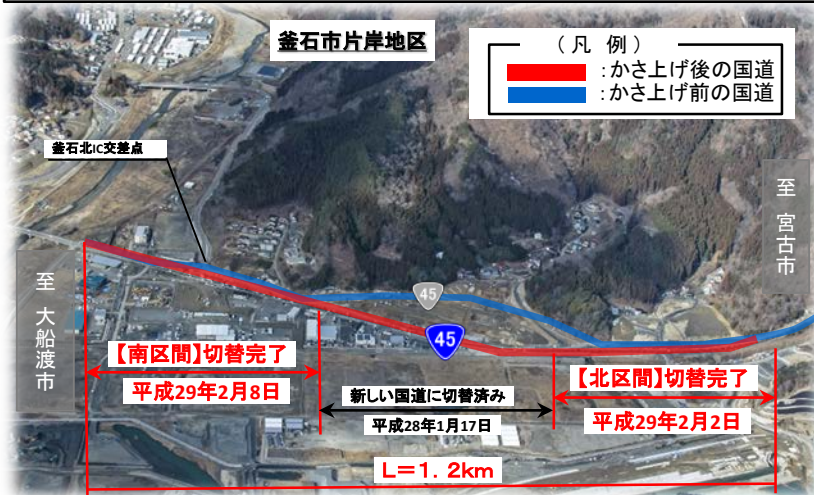 釜石市片岸地区
（凡 例）
：かさ上げ後の国道
：かさ上げ前の国道
釜石北IC交差点
至 宮古市
至 大船渡市
45
45
【南区間】切替完了
平成29年2月8日
新しい国道に切替済み
平成28年1月17日
【北区間】切替完了
平成29年2月2日
L＝1．2km